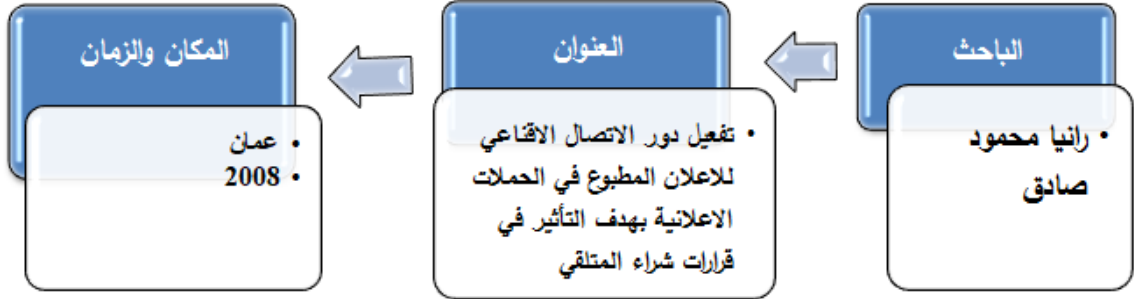 الباحث
• رانيا محمود
صادق
العنوان
• تفعيل دور الاتصال الاقناعي
للاعلان المطبوع في الحملات
الاعلانية بهدف التأثير في
قرارات شراء المتلقي
المكان والزمان
• عمان
• 2008